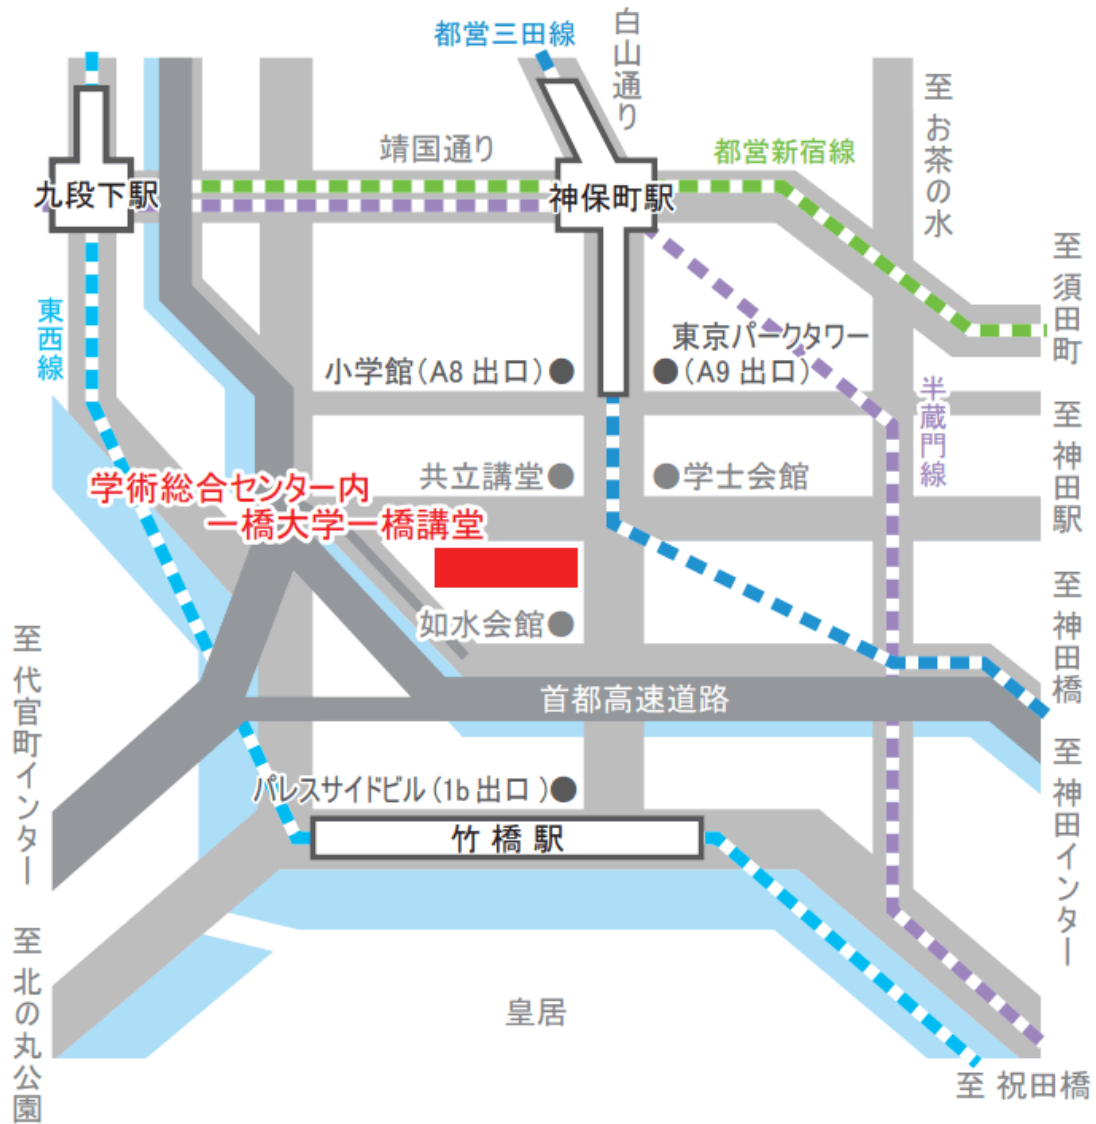 都営三田線
白山通り
至 お茶の水
靖国通り
都営新宿線
九段下駅
神保町駅
至 須田町
東西線
東京パークタワー
小学館（A8 出口）●
●（A9 出口）
半蔵門線
至 神田駅
共立講堂●
●学士会館
学術総合センター内
一橋大学一橋講堂
如水会館●
至 神田橋
至 代官町インター
首都高速道路
至 神田インター
パレスサイドビル（1b 出口 ）●
竹橋駅
至 北の丸公園
皇居
至 祝田橋